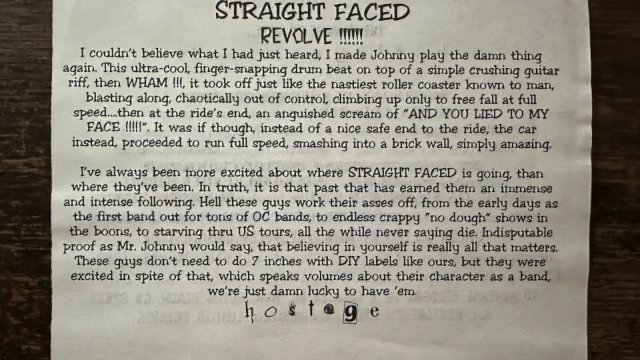 STRAIGHT FACED
REVOLVE !!!!!!
I couldn't believe what I had just heard, I made Johnny play the damn thing
again. This ultra-cool, finger-snapping drum beat on top of a simple crushing guitar
riff, then WHAM !!!, it took off just like the nastiest roller coaster known to man,
blasting along, chaotically out of control, climbing up only to free fall at full
speed....then at the ride's end, an anguished scream of "AND YOU LIED TO MY
FACE !!!!!". It was if though, instead of a nice safe end to the ride, the car
instead, proceeded to run full speed, smashing into a brick wall, simply amazing.
I've always been more excited about where STRAIGHT FACED is going, than
where they've been. In truth, it is that past that has earned them an immense
and intense following. Hell these guys work their asses off, from the early days as
the first band out for tons of OC bands, to endless crappy "no dough" shows in
the boons, to starving thru US tours, all the while never saying die. Indisputable
proof as Mr. Johnny would say, that believing in yourself is really all that matters.
These guys don't need to do 7 inches with DIY labels like ours, but they were
excited in spite of that, which speaks volumes about their character as a band,
we're just damn lucky to have 'em
hostage